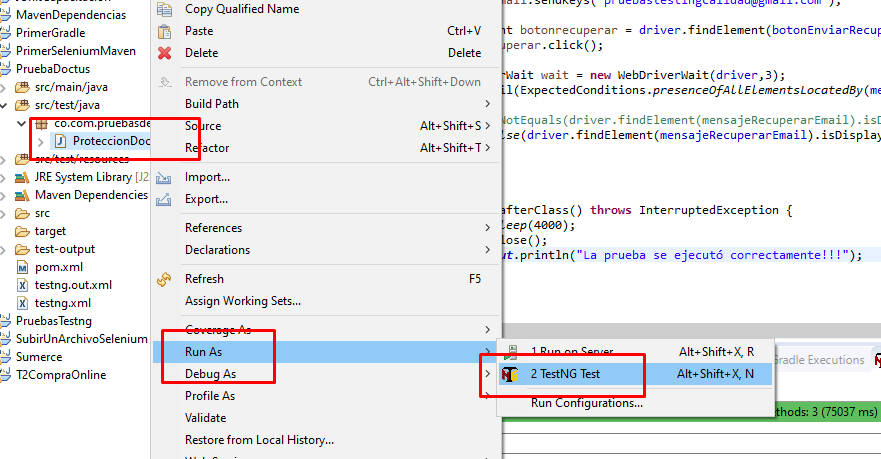 MavenDependencias
PrimerGradle
PrimerSeleniumMaven
PruebaDoctus
src/main/java
src/test/java
co.com.pruebasde
ProteccionDoc
src/test/resources
JRE System Library [J2S
Maven Dependencies
src
target
test-output
pom.xml
testng.out.xml
testng.xml
PruebasTestng
SubirUnArchivoSelenium
Sumerce
T2CompraOnline
Copy Qualified Name
Paste Ctrl+V
Delete Delete
Remove from Context Ctrl+Alt+Shift+Down
Build Path
Source Alt+Shift+S
Refactor Alt+Shift+T
Import...
Export...
References
Declarations
Refresh F5
Assign Working Sets...
Coverage As
Run As
Debug As
Profile As
Validate
Restore from Local History...
1 Run on Server Alt+Shift+X, R
2 TestNG Test Alt+Shift+X, N
Run Configurations...
nt botonrecuperar = driver.findElement(botonEnviarRecup
uperar.click();
rWait wait = new WebDriverWait(driver,3);
il(ExpectedConditions.presenceOfAllElementsLocatedBy(me
NotEquals(driver.findElement(mensajeRecuperarEmail).isD
lse(driver.findElement(mensajeRecuperarEmail).isDisplay
afterClass() throws InterruptedException {
leep(4000);
lose();
ut.println("La prueba se ejecutó correctamente!!!");
Gradle Executions
thods: 3 (75037 ms)